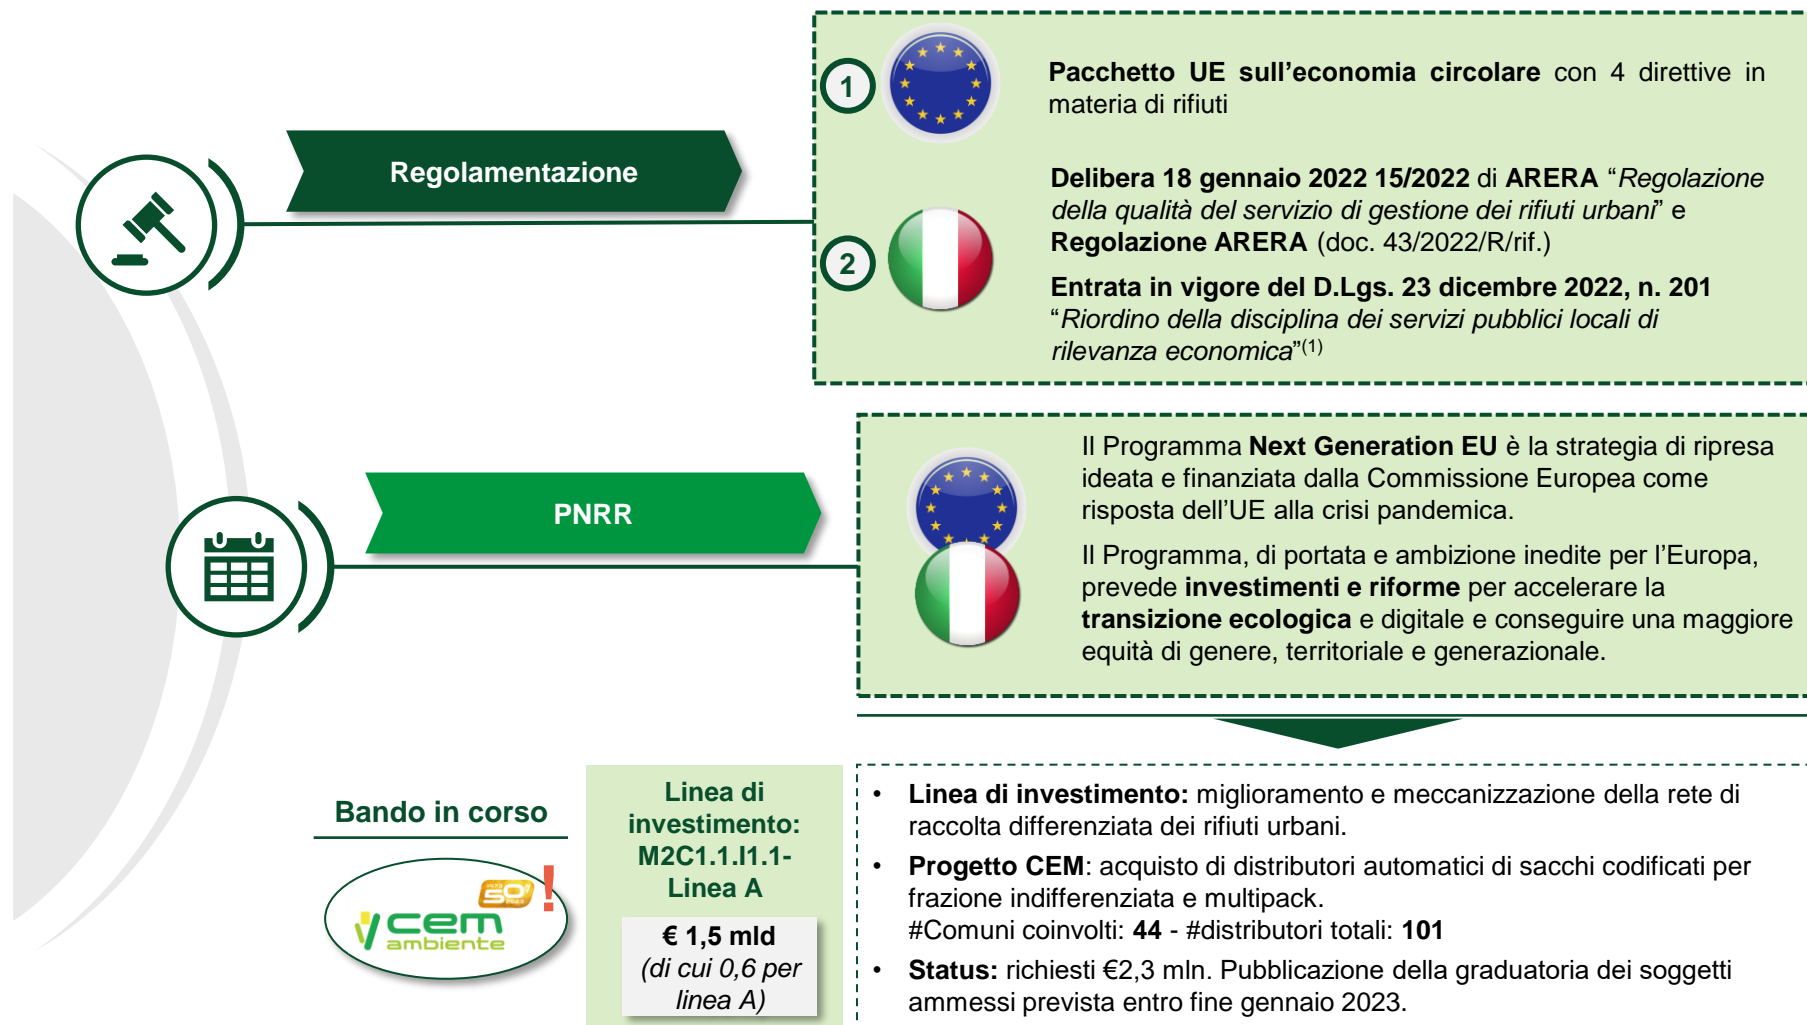 1
Pacchetto UE sull’economia circolare con 4 direttive in
materia di rifiuti
Regolamentazione
2
Delibera 18 gennaio 2022 15/2022 di ARERA “Regolazione
della qualità del servizio di gestione dei rifiuti urbani” e
Regolazione ARERA (doc. 43/2022/R/rif.)
Entrata in vigore del D.Lgs. 23 dicembre 2022, n. 201
“Riordino della disciplina dei servizi pubblici locali di
rilevanza economica”(1)
PNRR
Il Programma Next Generation EU è la strategia di ripresa
ideata e finanziata dalla Commissione Europea come
risposta dell’UE alla crisi pandemica.
Il Programma, di portata e ambizione inedite per l’Europa,
prevede investimenti e riforme per accelerare la
transizione ecologica e digitale e conseguire una maggiore
equità di genere, territoriale e generazionale.
Bando in corso
50
!
cem
ambiente
Linea di
investimento:
M2C1.1.I1.1-
Linea A
€ 1,5 mld
(di cui 0,6 per
linea A)
• Linea di investimento: miglioramento e meccanizzazione della rete di
raccolta differenziata dei rifiuti urbani.
• Progetto CEM: acquisto di distributori automatici di sacchi codificati per
frazione indifferenziata e multipack.
#Comuni coinvolti: 44 - #distributori totali: 101
• Status: richiesti €2,3 mln. Pubblicazione della graduatoria dei soggetti
ammessi prevista entro fine gennaio 2023.